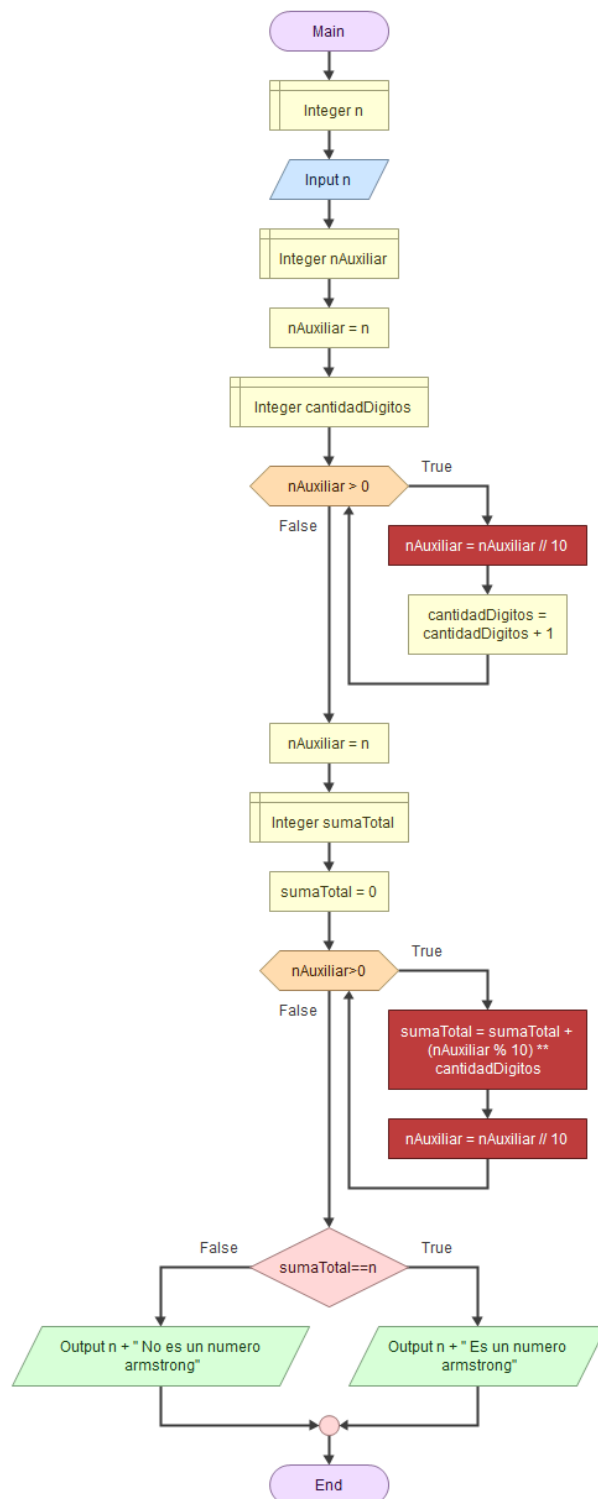 Main
Integer n
Input n
Integer nAuxiliar
nAuxiliar = n
Integer cantidadDigitos
nAuxiliar > 0
True
False
nAuxiliar = nAuxiliar // 10
cantidadDigitos =
cantidadDigitos + 1
nAuxiliar = n
Integer sumaTotal
sumaTotal = 0
nAuxiliar>0
True
False
sumaTotal = sumaTotal +
(nAuxiliar % 10) **
cantidadDigitos
nAuxiliar = nAuxiliar // 10
False
True
sumaTotal==n
Output n + " No es un numero
armstrong"
Output n + " Es un numero
armstrong"
End